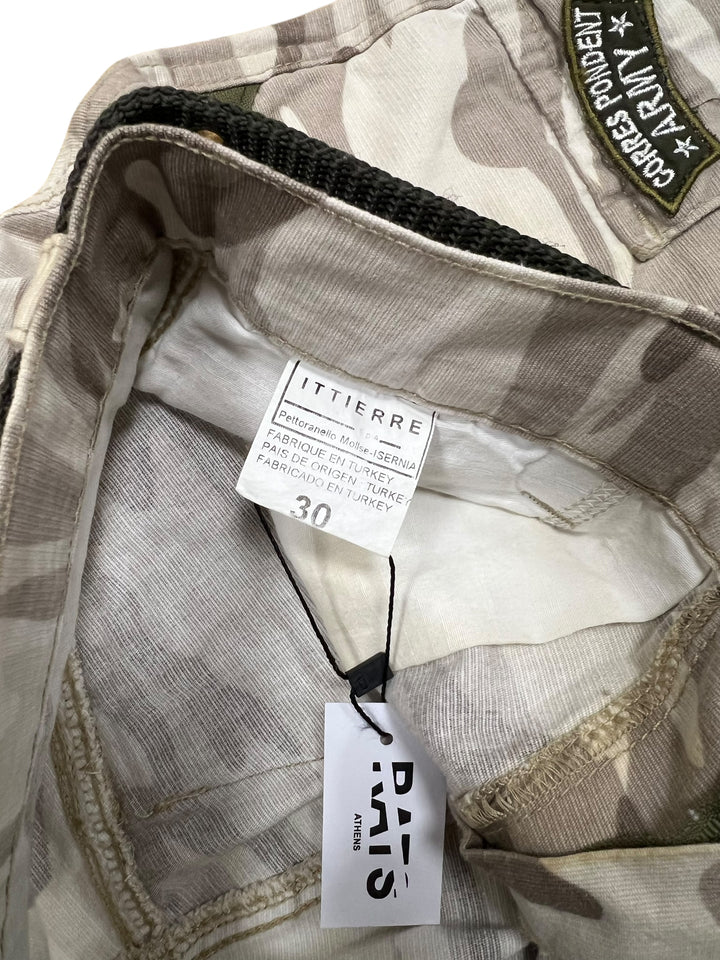 CORRES PONDENT
★ ARMY ★
ITTIERRE
S.P.A.
Pettoranello Molise-ISERNIA
FABRIQUE EN TURKEY
PAIS DE ORIGEN : TURKEY
FABRICADO EN TURKEY
30
RATS
ATHENS